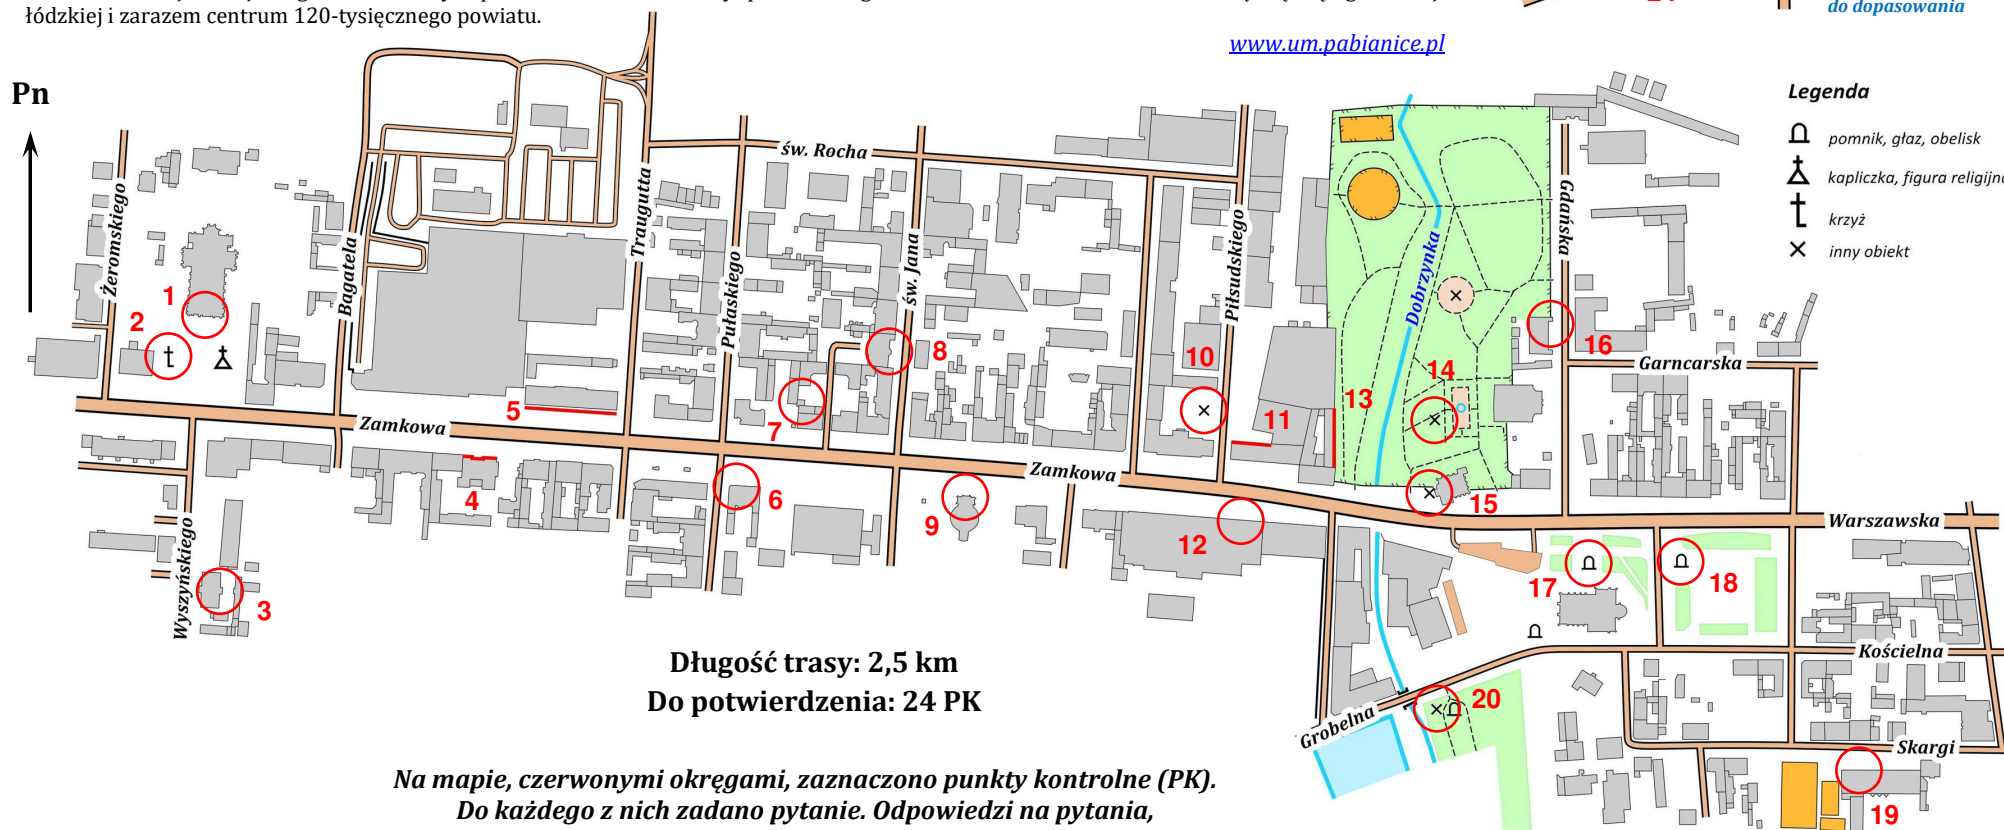 łódzkiej i zarazem centrum 120-tysięcznego powiatu.
do dopasowania
www.um.pabianice.pl
Pn
Legenda
pomnik, głaz, obelisk
kapliczka, figura religijna
krzyż
inny obiekt
św. Rocha
Żeromskiego
Bagatela
Traugutta
Pułaskiego
św. Jana
Piłsudskiego
Dobrzynka
Gdańska
Garncarska
1
2
3
4
5
6
7
8
9
10
11
12
13
14
15
16
17
18
19
20
Zamkowa
Zamkowa
Warszawska
Wyszyńskiego
Kościelna
Grobelna
Skargi
Długość trasy: 2,5 km
Do potwierdzenia: 24 PK
Na mapie, czerwonymi okręgami, zaznaczono punkty kontrolne (PK).
Do każdego z nich zadano pytanie. Odpowiedzi na pytania,